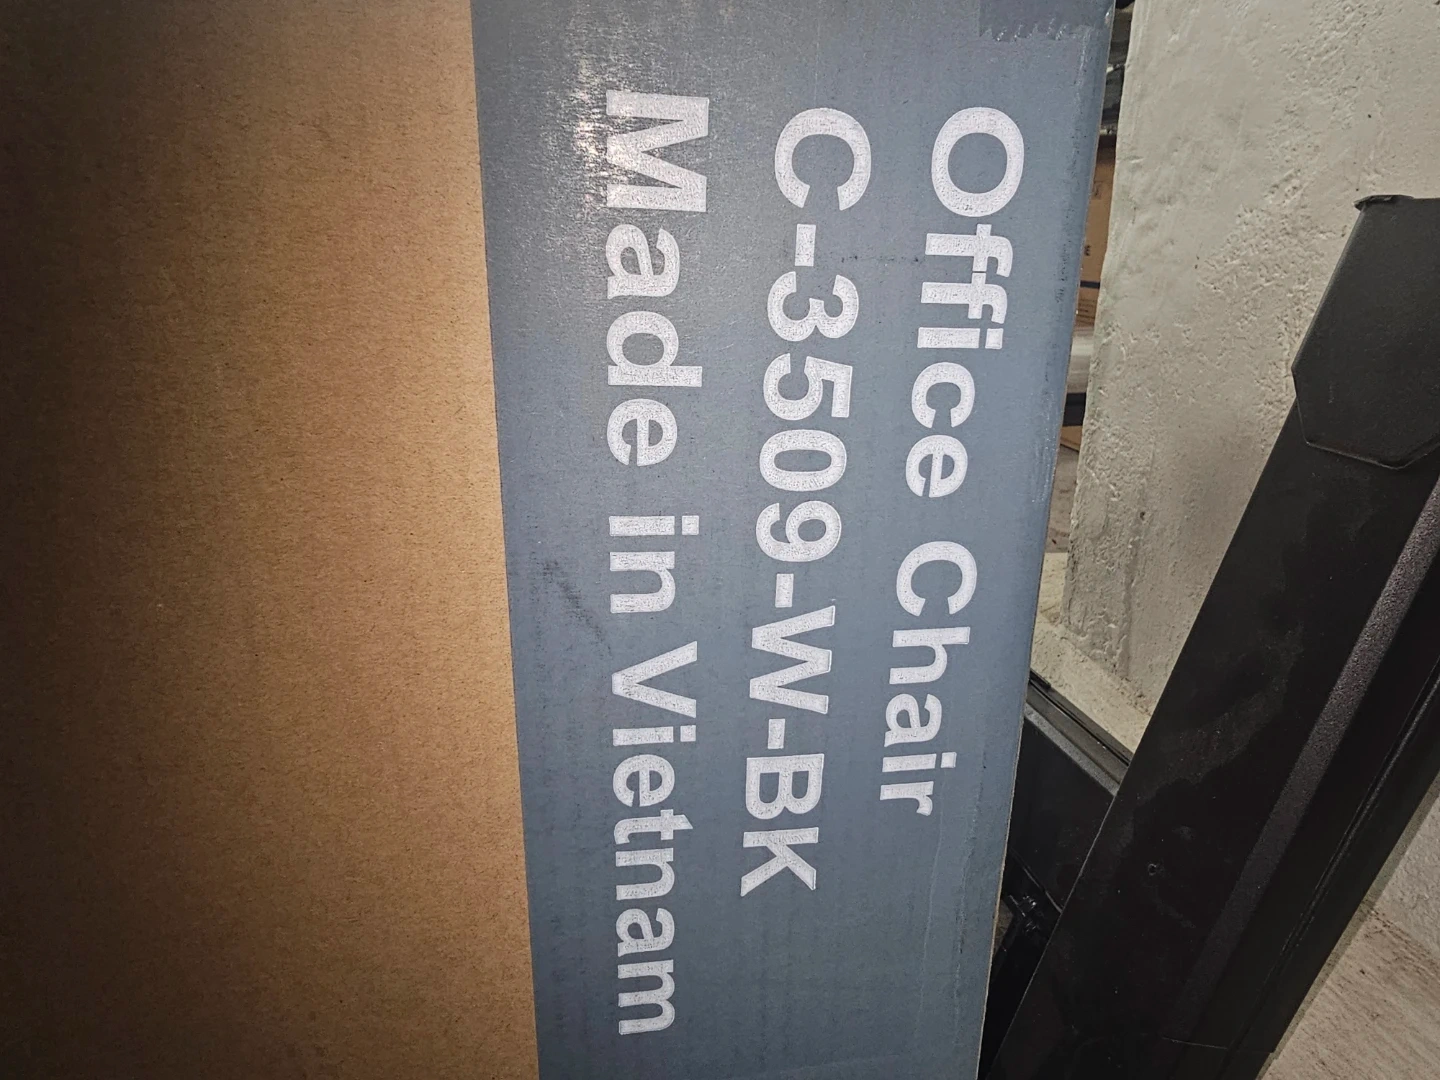 Office Chair
C-3509-W-BK
Made in Vietnam